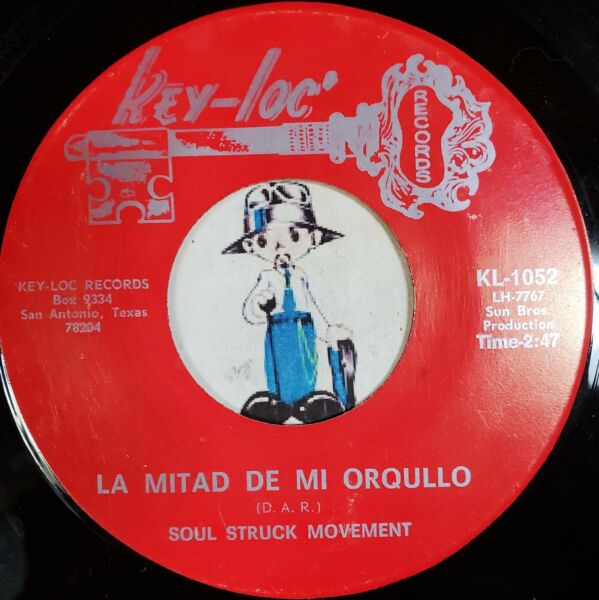 KEY-LOC'
RECORDS
KEY-LOC RECORDS
Box 9334
San Antonio, Texas
78204
KL-1052
LH-7767
Sun Bros.
Production
Time-2:47
LA MITAD DE MI ORQULLO
(D. A. R.)
SOUL STRUCK MOVEMENT